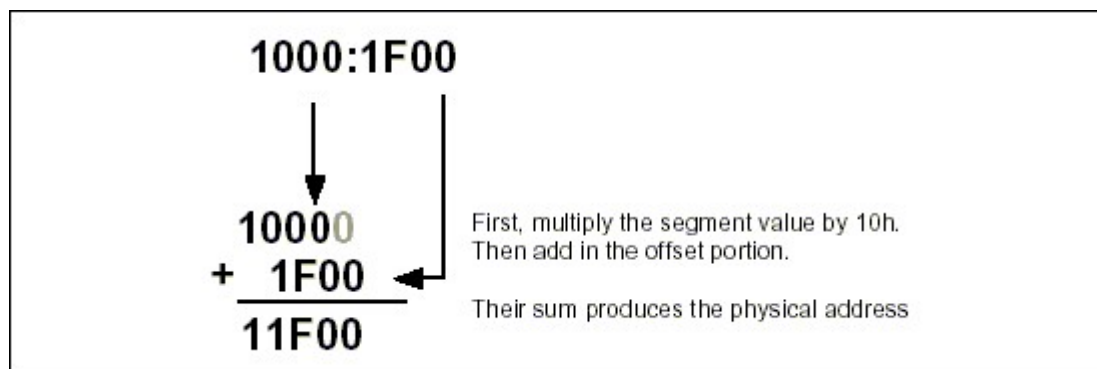 1000:1F00
10000
+ 1F00
11F00
First, multiply the segment value by 10h.
Then add in the offset portion.
Their sum produces the physical address